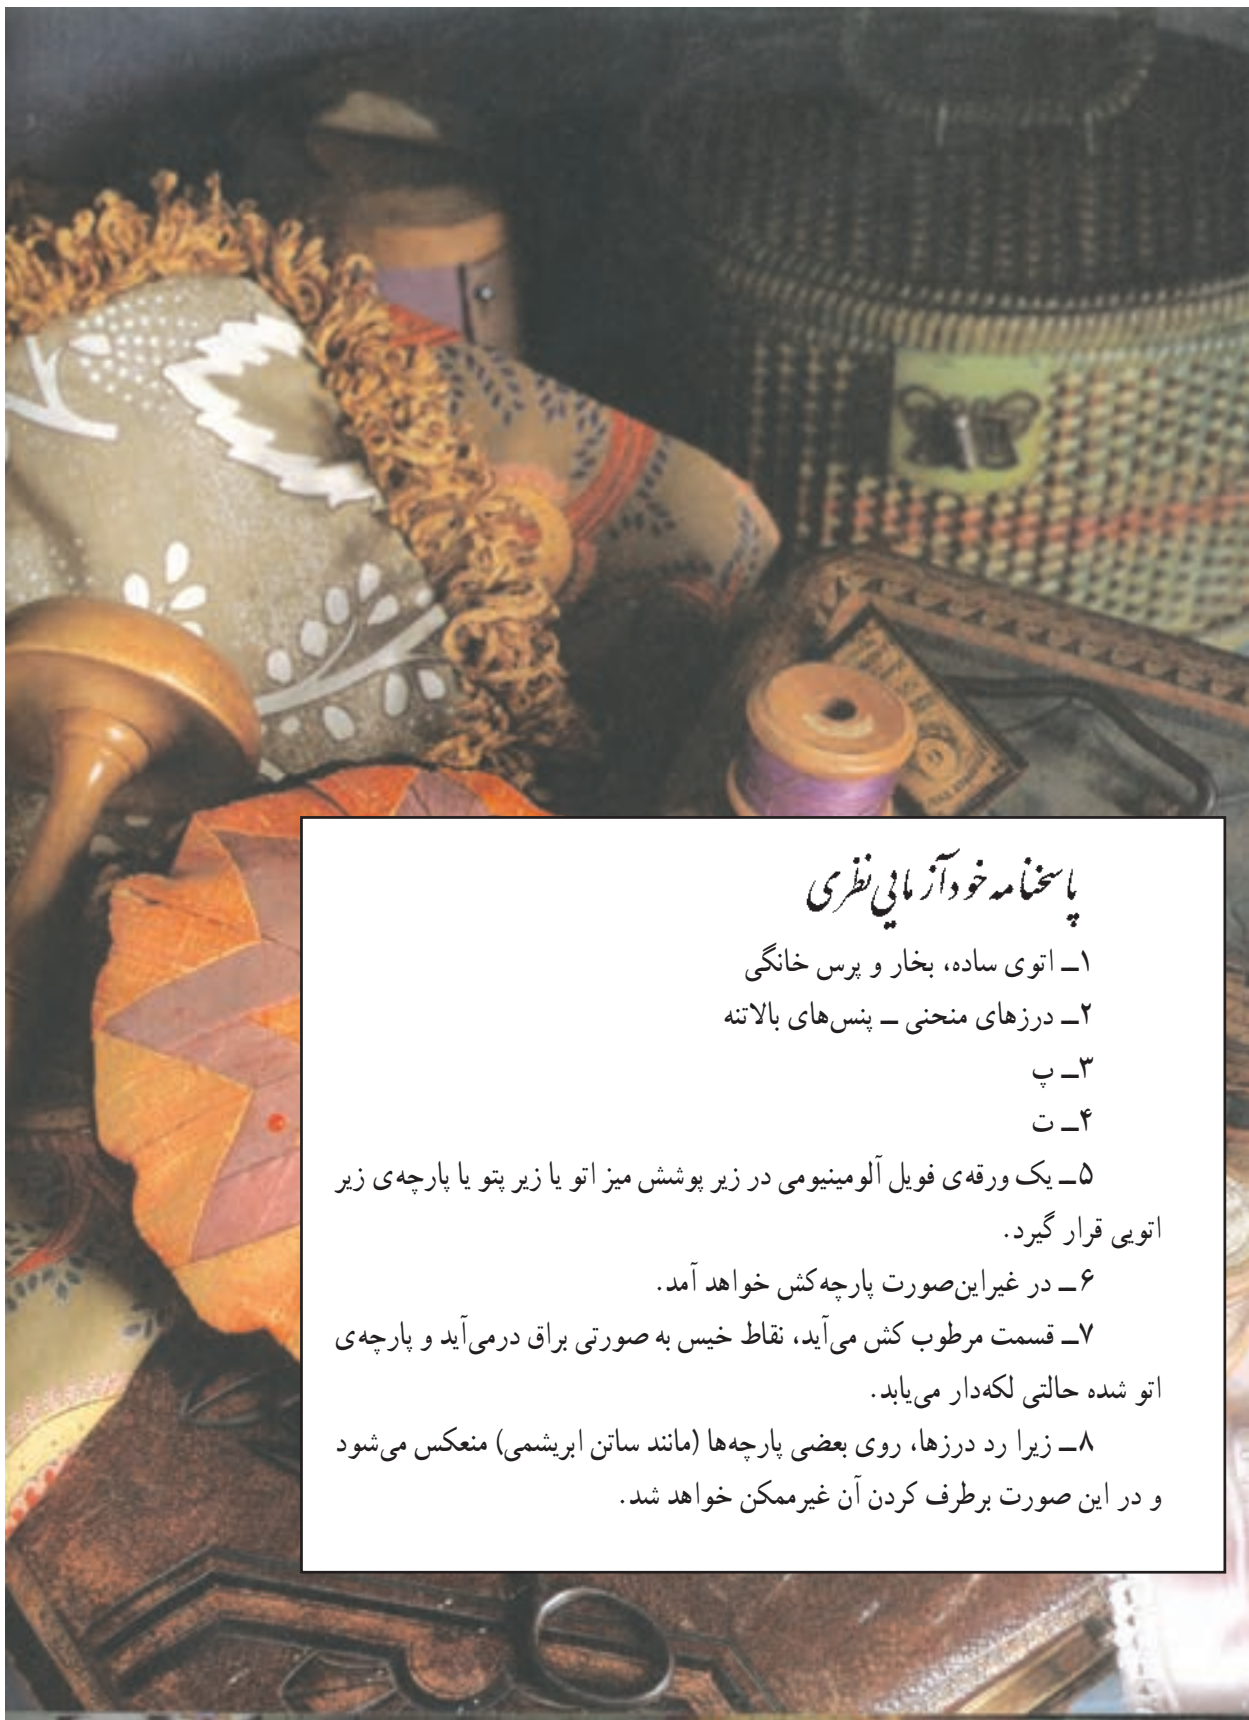 پاسخنامه خودآزمایی نظری
۱ــ اتوی ساده، بخار و پرس خانگی
۲ــ درزهای منحنی ــ پنس‌های بالاتنه
۳ــ پ
۴ــ ت
۵ــ یک ورقه‌ی فویل آلومینیومی در زیر پوشش میز اتو یا زیر پتو یا پارچه‌ی زیر
اتویی قرار گیرد.
۶ــ در غیراین‌صورت پارچه‌کش خواهد آمد.
۷ــ قسمت مرطوب کش می‌آید، نقاط خیس به صورتی براق درمی‌آید و پارچه‌ی
اتو شده حالتی لکه‌دار می‌یابد.
۸ــ زیرا رد درزها، روی بعضی پارچه‌ها (مانند ساتن ابریشمی) منعکس می‌شود
و در این صورت برطرف کردن آن غیرممکن خواهد شد.